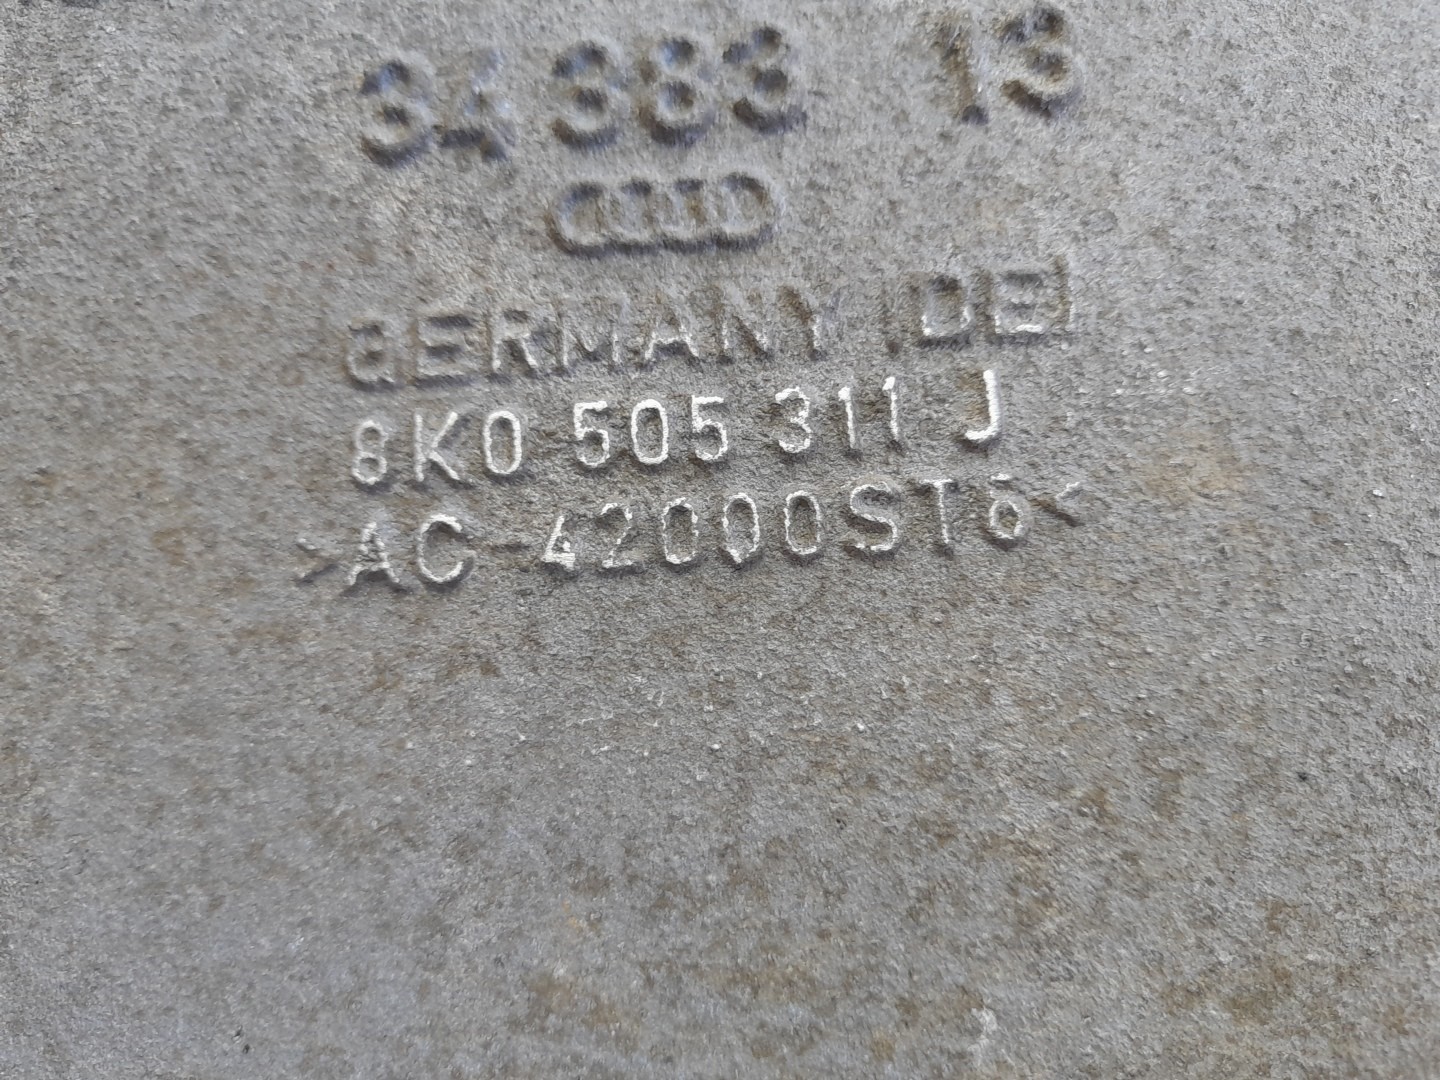 34 383 13
GERMANY (DE)
8K0 505 311 J
>AC-42000ST6<